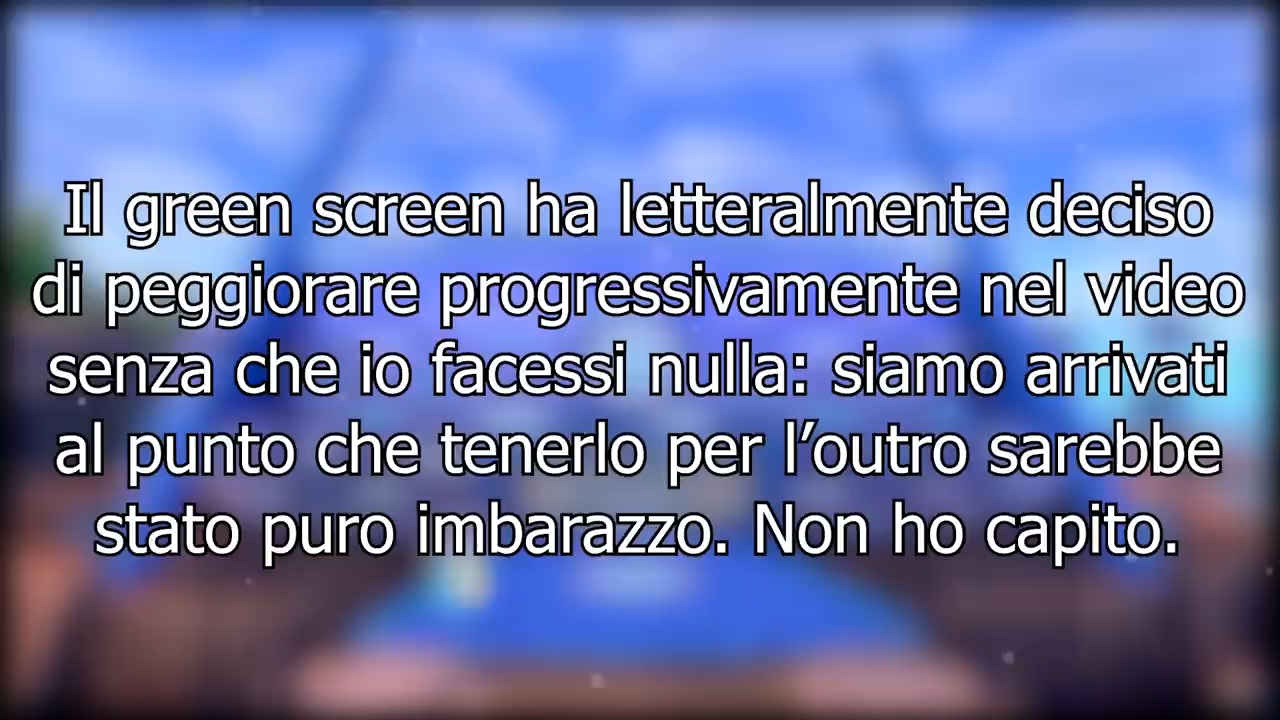 Il green screen ha letteralmente deciso
di peggiorare progressivamente nel video
senza che io facessi nulla: siamo arrivati
al punto che tenerlo per l’outro sarebbe
stato puro imbarazzo. Non ho capito.